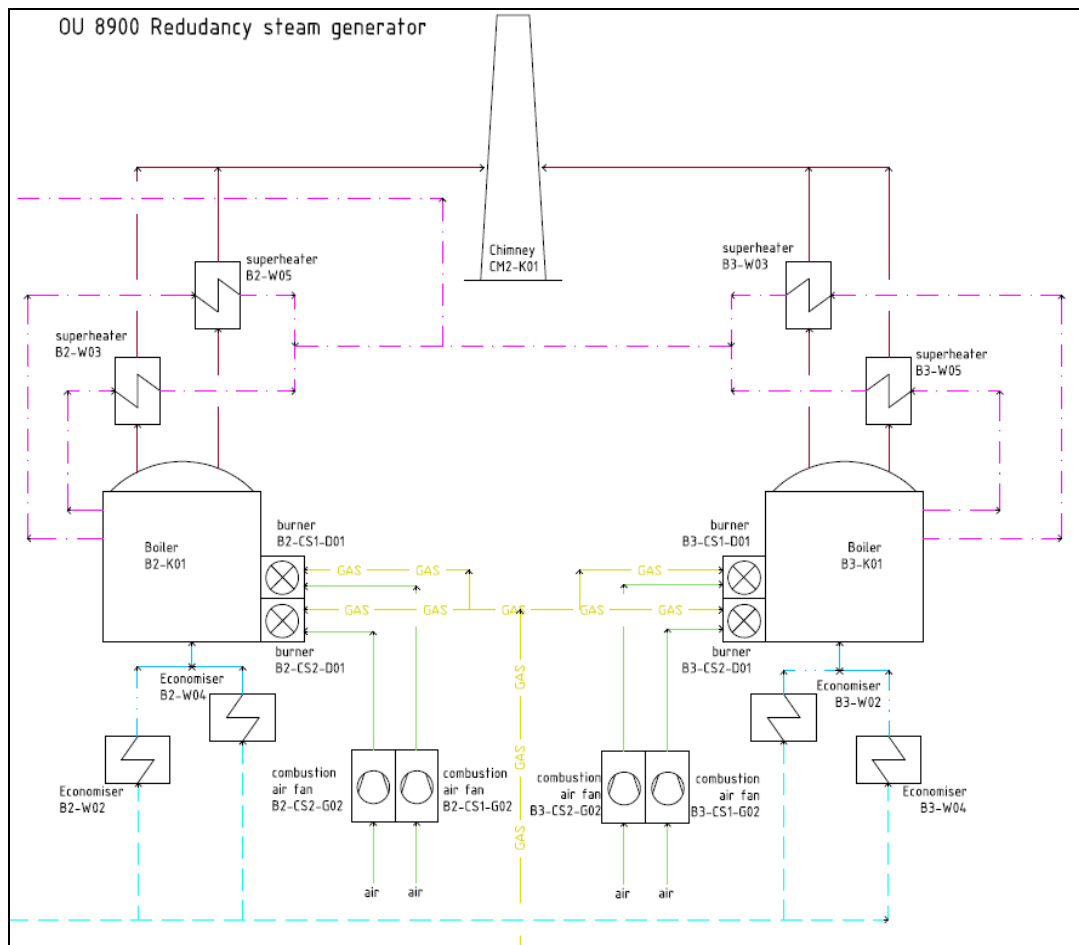 OU 8900 Redudancy steam generator
Chimney
CM2-K01
superheater
B2-W05
superheater
B3-W03
superheater
B2-W03
superheater
B3-W05
Boiler
B2-K01
burner
B2-CS1-D01
burner
B3-CS1-D01
Boiler
B3-K01
GAS
GAS
GAS
GAS
GAS
GAS
GAS
GAS
burner
B2-CS2-D01
burner
B3-CS2-D01
GAS
Economiser
B2-W04
Economiser
B3-W02
GAS
Economiser
B2-W02
combustion
air fan
B2-CS2-G02
combustion
air fan
B2-CS1-G02
combustion
air fan
B3-CS2-G02
combustion
air fan
B3-CS1-G02
Economiser
B3-W04
GAS
air
air
air
air